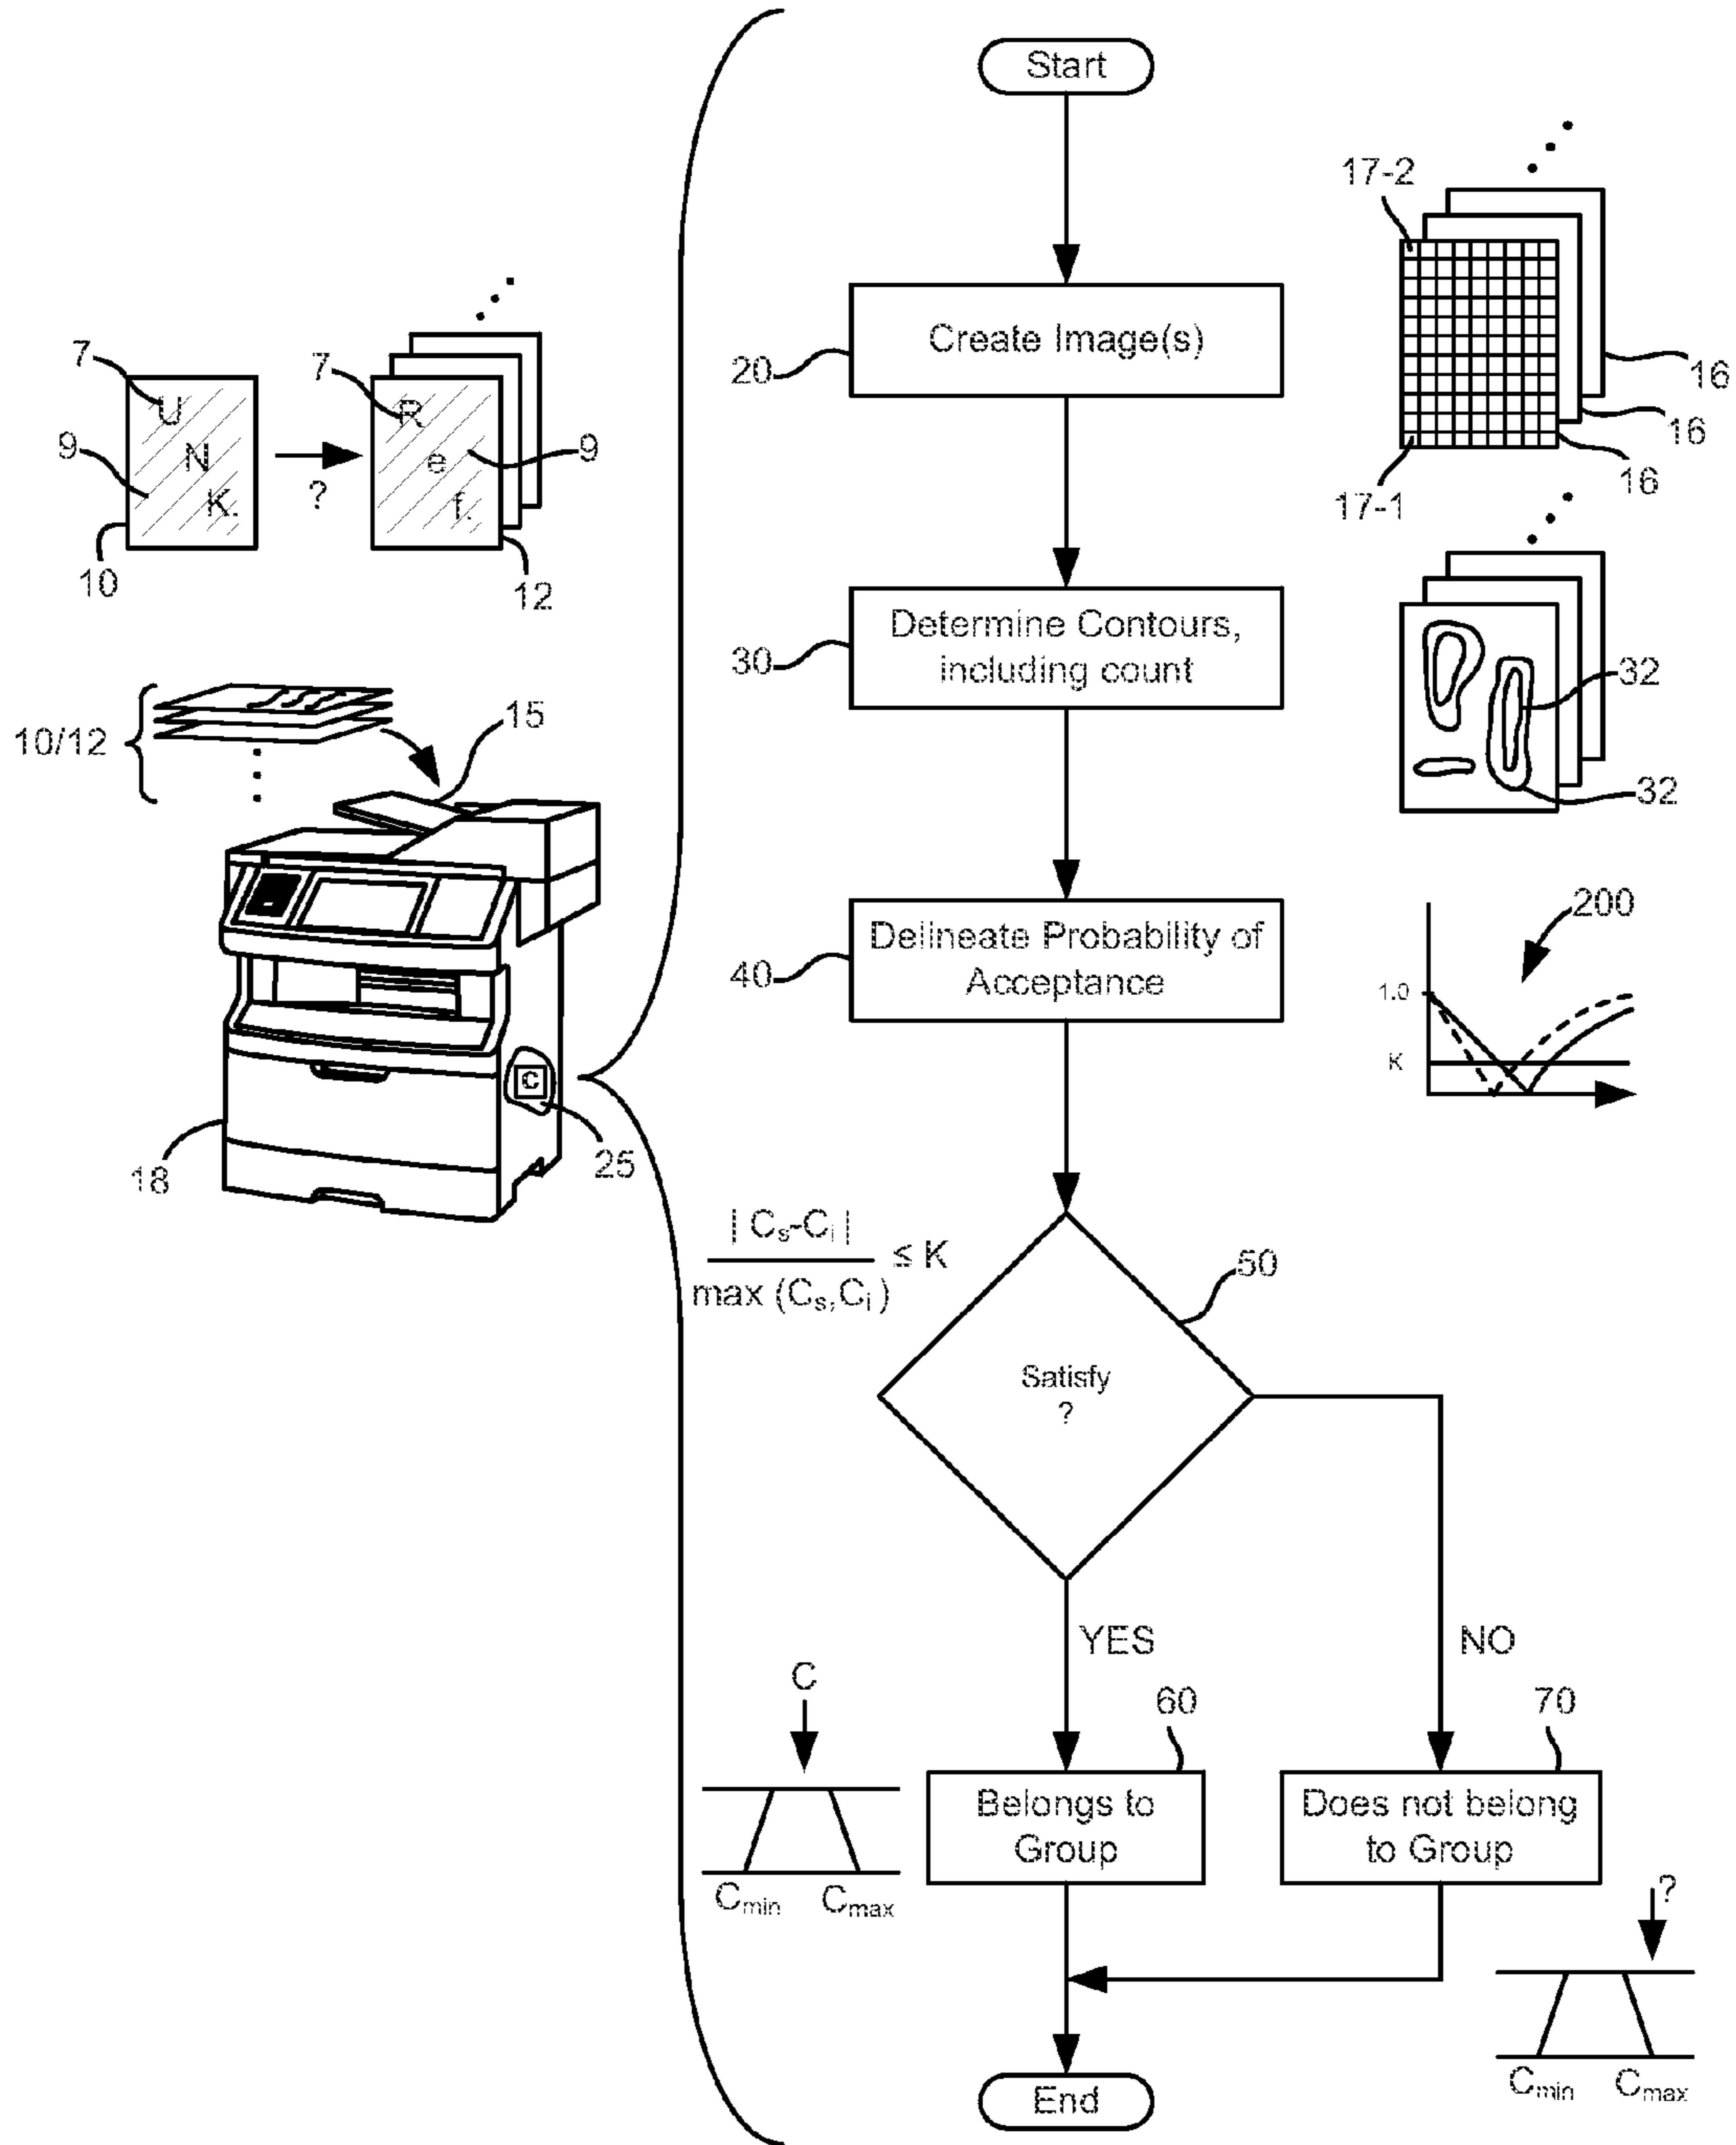 Start
17-2
Create Image(s)
20
16
16
16
17-1
7
U
N
K.
9
10
?
7
R
e
f.
9
12
Determine Contours,
including count
30
32
32
10/12
15
18
C
25
Delineate Probability of
Acceptance
40
200
1.0
K
| Cs-Ci |
max (Cs,Ci)
≤ K
50
Satisfy
?
YES
NO
C
Cmin
Cmax
60
Belongs to
Group
70
Does not belong
to Group
?
Cmin
Cmax
End